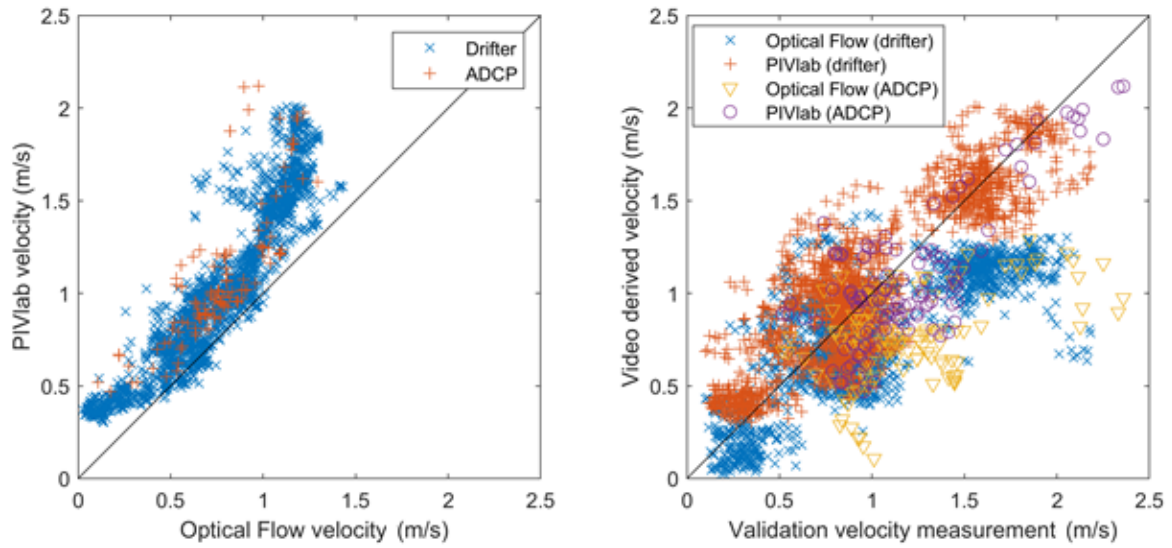 2.5
2
1.5
1
0.5
0
PIVlab velocity (m/s)
Drifter
ADCP
0 0.5 1 1.5 2 2.5
Optical Flow velocity (m/s)
2.5
2
1.5
1
0.5
0
Video derived velocity (m/s)
Optical Flow (drifter)
PIVlab (drifter)
Optical Flow (ADCP)
PIVlab (ADCP)
0 0.5 1 1.5 2 2.5
Validation velocity measurement (m/s)